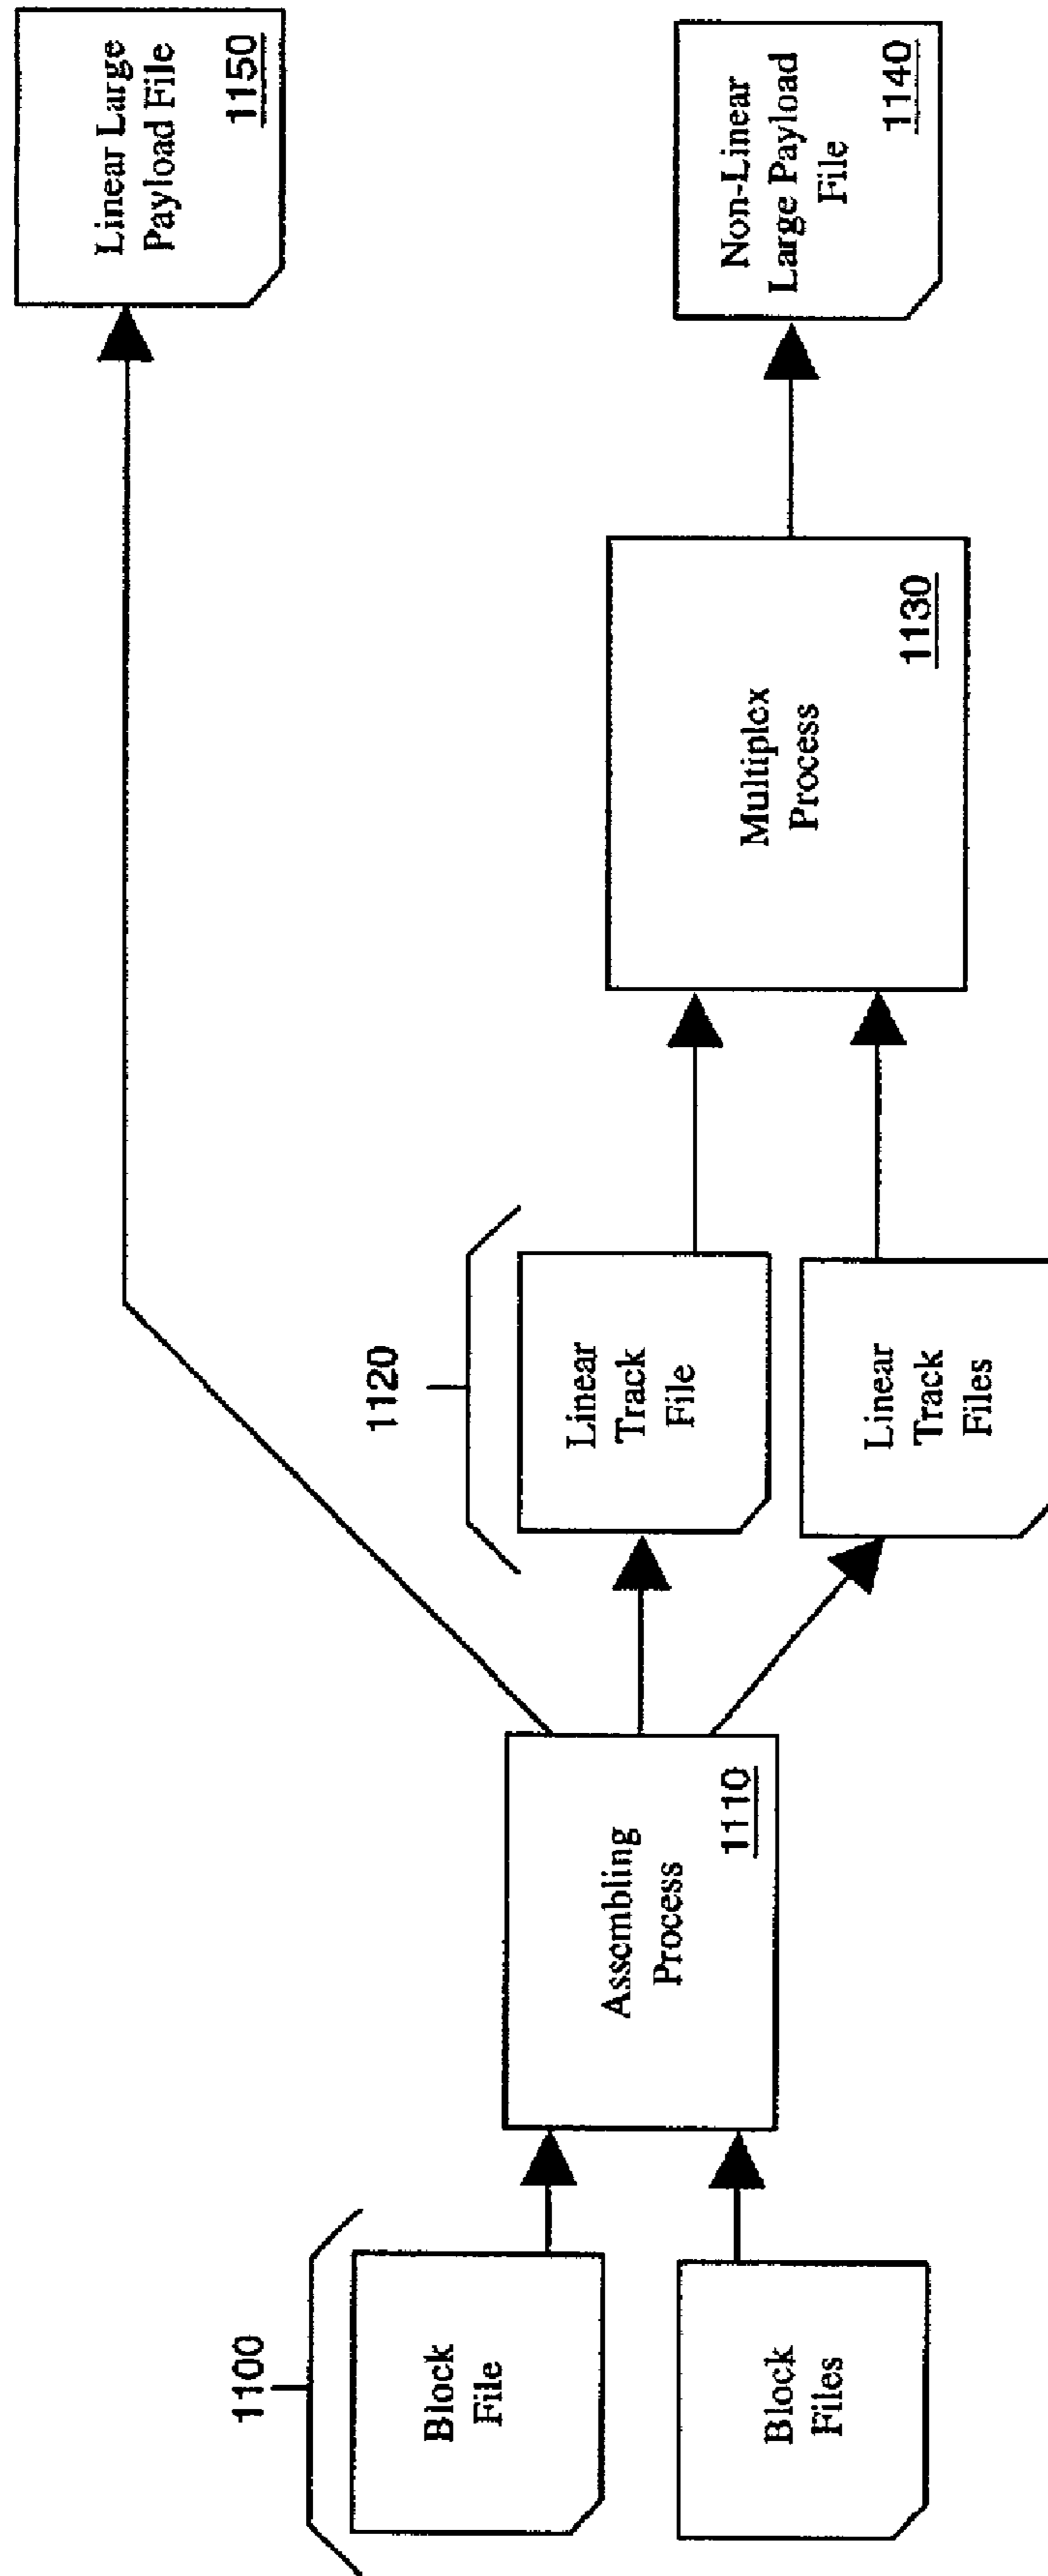 1100
Block
File
Block
Files
Assembling
Process
1110
1120
Linear
Track
File
Linear
Track
Files
Multiplex
Process
1130
Non-Linear
Large Payload
File
1140
Linear Large
Payload File
1150